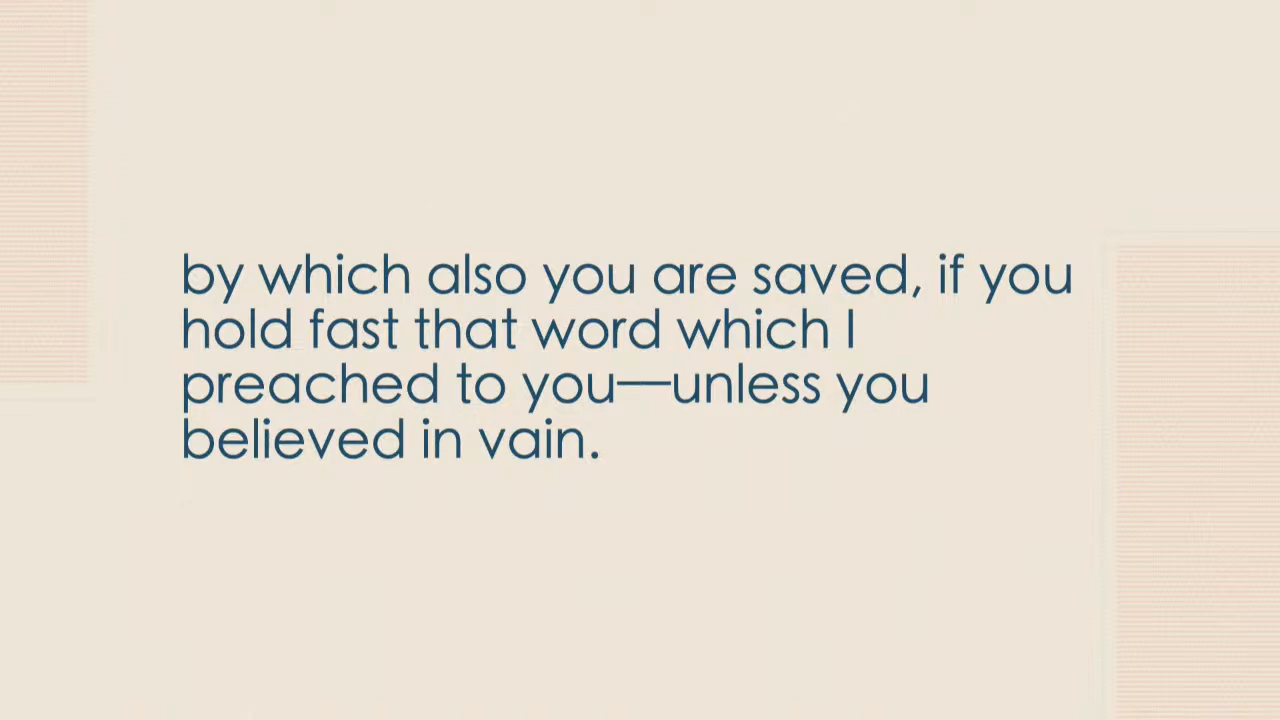 by which also you are saved, if you
hold fast that word which I
preached to you—unless you
believed in vain.